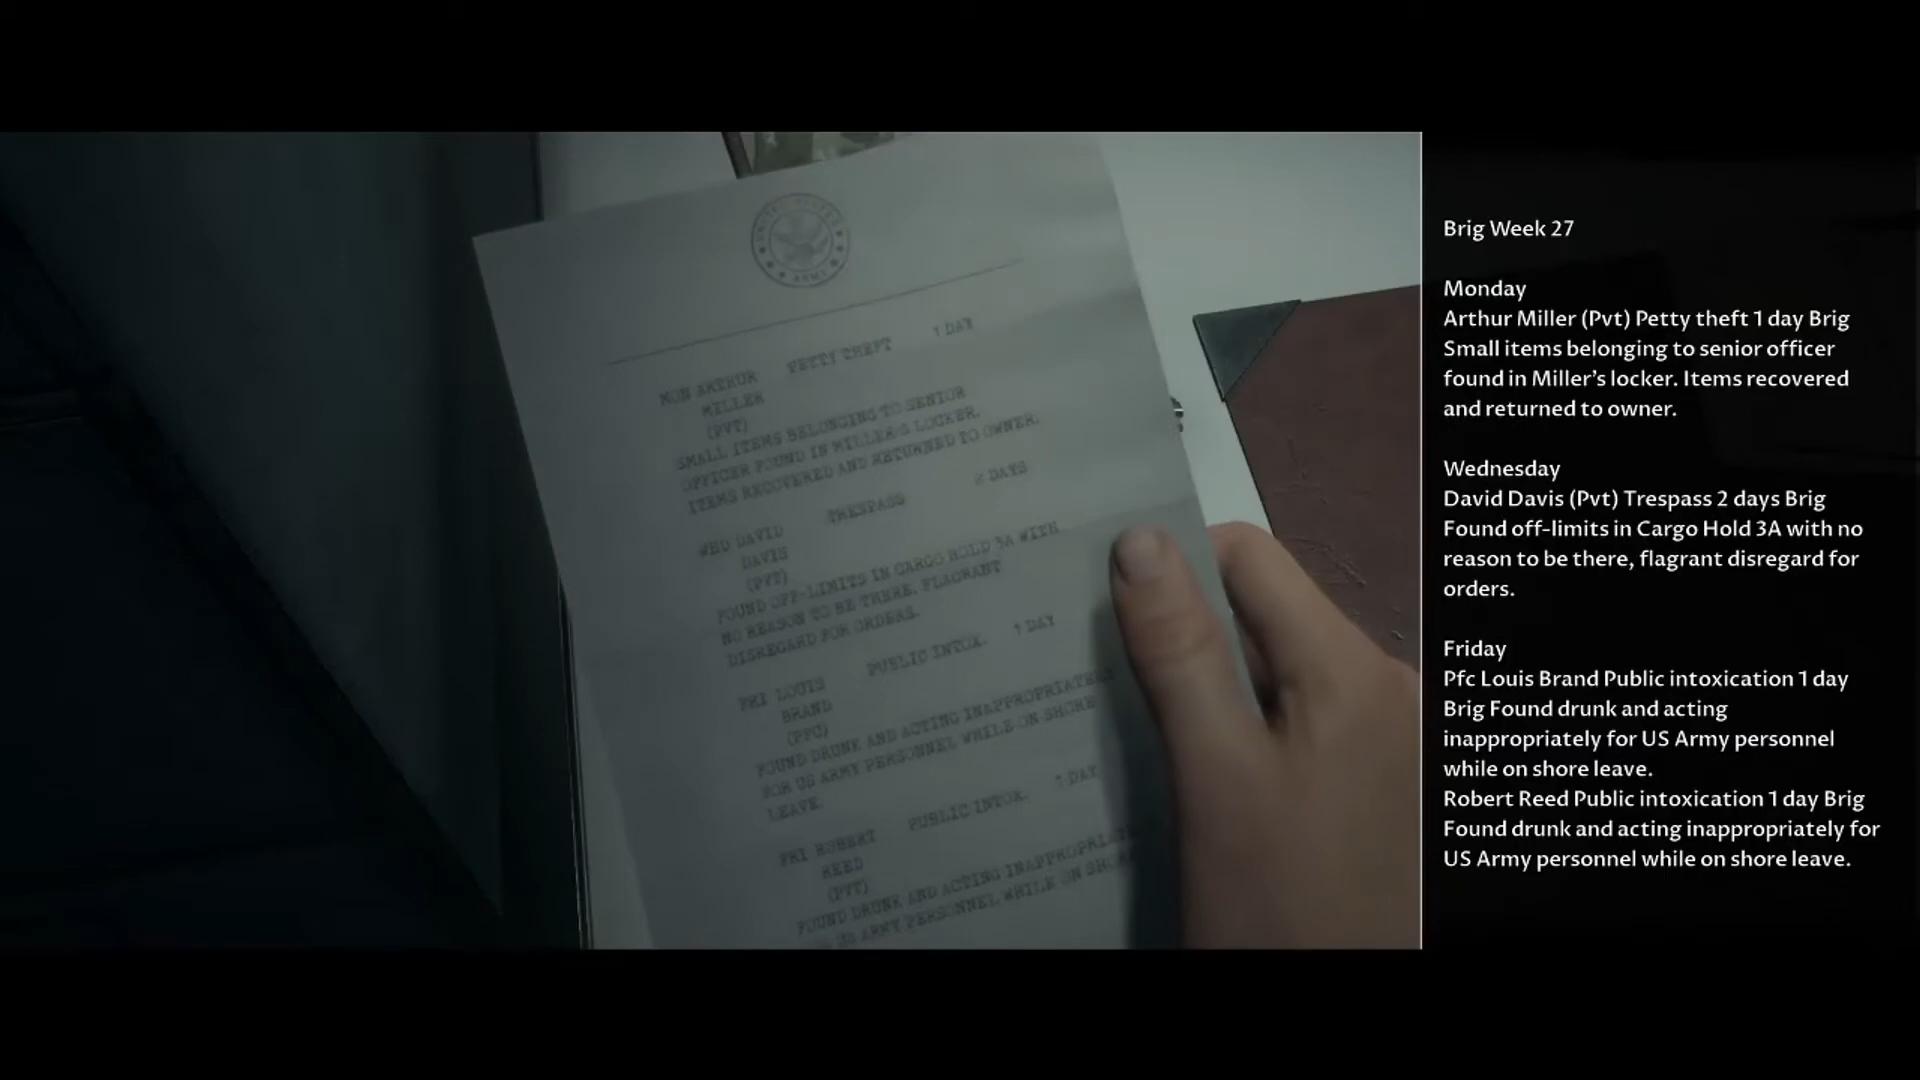 UNITED STATES
ARMY
MON ARTHUR PETTY THEFT 1 DAY
MILLER
(PVT)
SMALL ITEMS BELONGING TO SENIOR
OFFICER FOUND IN MILLER'S LOCKER.
ITEMS RECOVERED AND RETURNED TO OWNER.
WED DAVID TRESPASS 2 DAYS
DAVIS
(PVT)
FOUND OFF-LIMITS IN CARGO HOLD 3A WITH
NO REASON TO BE THERE, FLAGRANT
DISREGARD FOR ORDERS.
FRI LOUIS PUBLIC INTOX. 1 DAY
BRAND
(PFC)
FOUND DRUNK AND ACTING INAPPROPRIATELY
FOR US ARMY PERSONNEL WHILE ON SHORE
LEAVE.
FRI ROBERT PUBLIC INTOX. 1 DAY
REED
(PVT)
FOUND DRUNK AND ACTING
US ARMY PERSONNEL WHILE ON
Brig Week 27
Monday
Arthur Miller (Pvt) Petty theft 1 day Brig
Small items belonging to senior officer
found in Miller’s locker. Items recovered
and returned to owner.
Wednesday
David Davis (Pvt) Trespass 2 days Brig
Found off-limits in Cargo Hold 3A with no
reason to be there, flagrant disregard for
orders.
Friday
Pfc Louis Brand Public intoxication 1 day
Brig Found drunk and acting
inappropriately for US Army personnel
while on shore leave.
Robert Reed Public intoxication 1 day Brig
Found drunk and acting inappropriately for
US Army personnel while on shore leave.